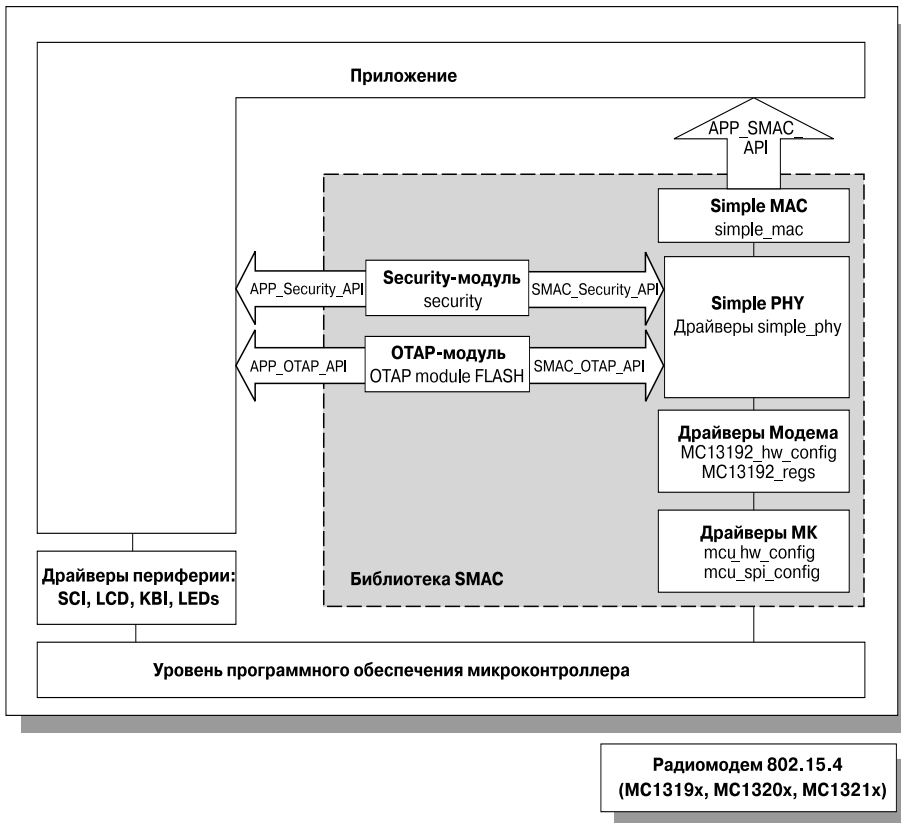 Приложение
APP_SMAC_
API
Simple MAC
simple_mac
APP_Security_API
Security-модуль
security
SMAC_Security_API
Simple PHY
Драйверы simple_phy
APP_OTAP_API
OTAP-модуль
OTAP module FLASH
SMAC_OTAP_API
Драйверы Модема
MC13192_hw_config
MC13192_regs
Драйверы МК
mcu_hw_config
mcu_spi_config
Драйверы периферии:
SCI, LCD, KBI, LEDs
Библиотека SMAC
Уровень программного обеспечения микроконтроллера
Радиомодем 802.15.4
(MC1319x, MC1320x, MC1321x)